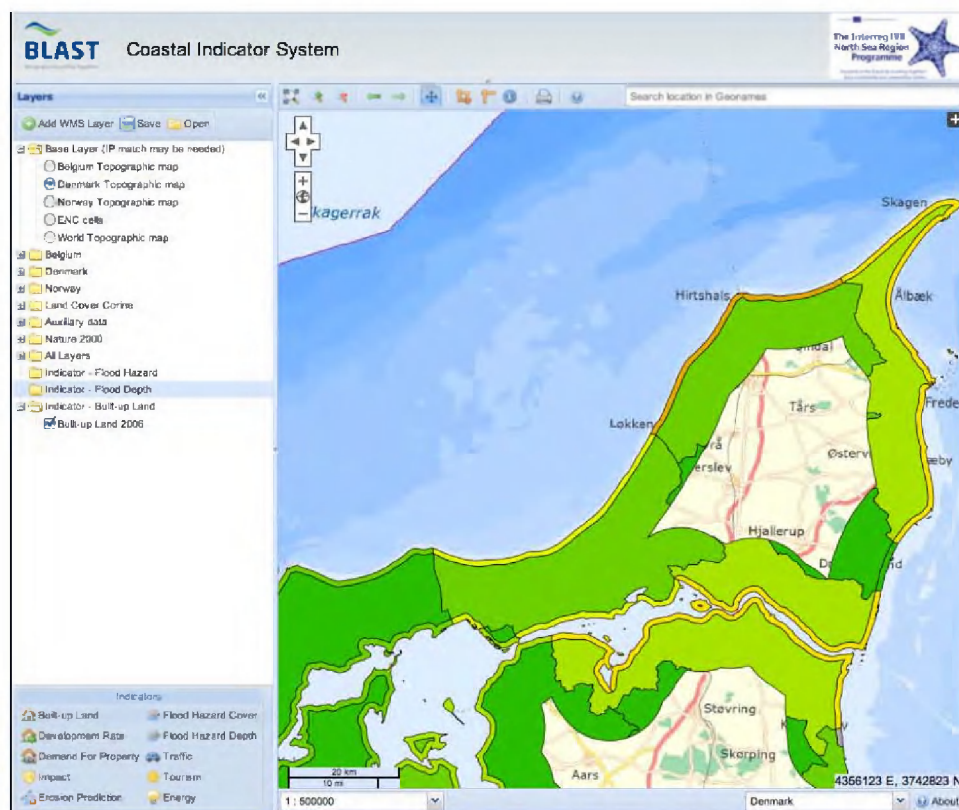 BLAST
Coastal Indicator System
The Interreg IVB
North Sea Region
Programme
Layers
Search location in Geonames
Add WMS Layer Save Open
Base Layer (IP match may be needed)
Belgium Topographic map
Denmark Topographic map
Norway Topographic map
ENC cells
World Topographic map
Belgium
Denmark
Norway
Land Cover Corine
Auxiliary data
Nature 2000
All Layers
Indicator - Flood Hazard
Indicator - Flood Depth
Indicator - Built-up Land
Built-up Land 2006
kagerrak
Skagen
Hirtshals
Ålbæk
Tårs
Frede
Løkken
rå
erslev
Østerv
æby
Hjallerup
Støvring
Skørping
Aars
20 km
10 mi
4356123 E, 3742823 N
Indicators
Built-up Land Flood Hazard Cover
Development Rate Flood Hazard Depth
Demand For Property Traffic
Impact Tourism
Erosion Prediction Energy
1 : 500000
Denmark
About